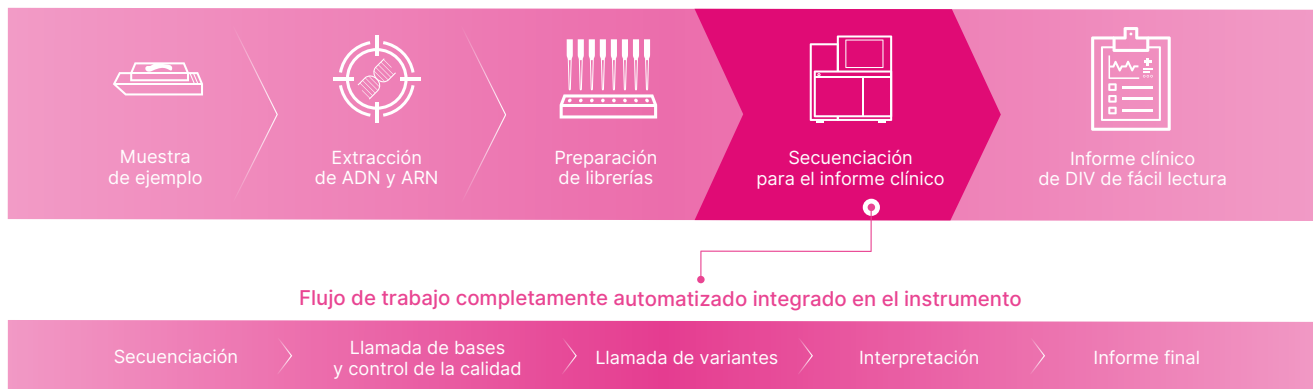 Muestra
de ejemplo
Extracción
de ADN y ARN
Preparación
de librerías
Secuenciación
para el informe clínico
Informe clínico
de DIV de fácil lectura
Flujo de trabajo completamente automatizado integrado en el instrumento
Secuenciación
Llamada de bases
y control de la calidad
Llamada de variantes
Interpretación
Informe final